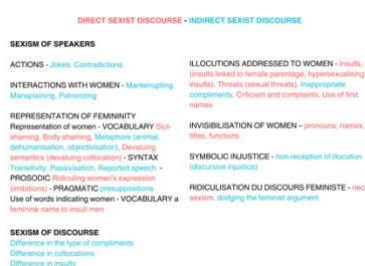 DIRECT SEXIST DISCOURSE - INDIRECT SEXIST DISCOURSE
SEXISM OF SPEAKERS
ACTIONS - Jokes, Contradictions
INTERACTIONS WITH WOMEN - Manterrupting,
Mansplaining, Patronizing
REPRESENTATION OF FEMININITY
Representation of women - VOCABULARY Slut-
shaming, Body shaming, Metaphors (animal,
dehumanisation, objectivisation), Devaluing
semantics (devaluing collocation) - SYNTAX
Transitivity, Passivisation, Reported speech -
PROSODIC Ridiculing women's expression
(imitations) - PRAGMATIC presuppositions
Use of words indicating women - VOCABULARY a
feminine name to insult men
SEXISM OF DISCOURSE
Difference in the type of compliments
Difference in collocations
Difference in insults
ILLOCUTIONS ADDRESSED TO WOMEN - Insults,
(insults linked to female parentage, hypersexualising
insults), Threats (sexual threats), Inappropriate
compliments, Criticism and complaints, Use of first
names
INVISIBILISATION OF WOMEN – pronouns, names,
titles, functions
SYMBOLIC INJUSTICE - non-reception of illocution
(discursive injustice)
RIDICULISATION DU DISCOURS FEMINISTE - neo
sexism, dodging the feminist argument